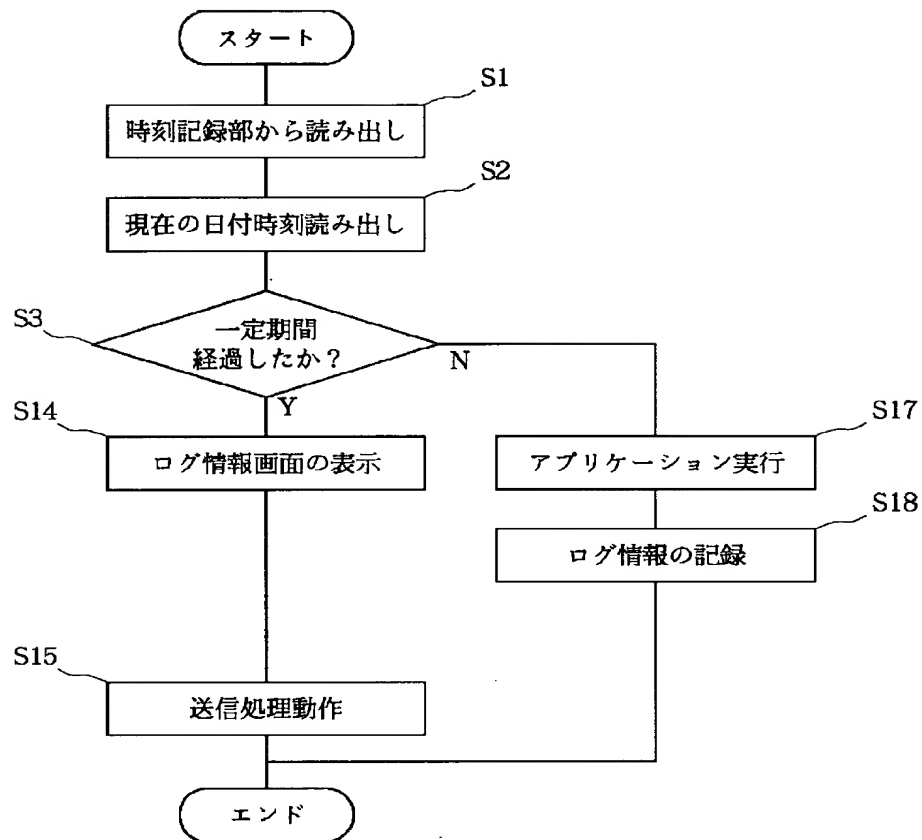 スタート
S1
時刻記録部から読み出し
S2
現在の日付時刻読み出し
S3
一定期間
経過したか？
N
Y
S14
ログ情報画面の表示
S17
アプリケーション実行
S18
ログ情報の記録
S15
送信処理動作
エンド